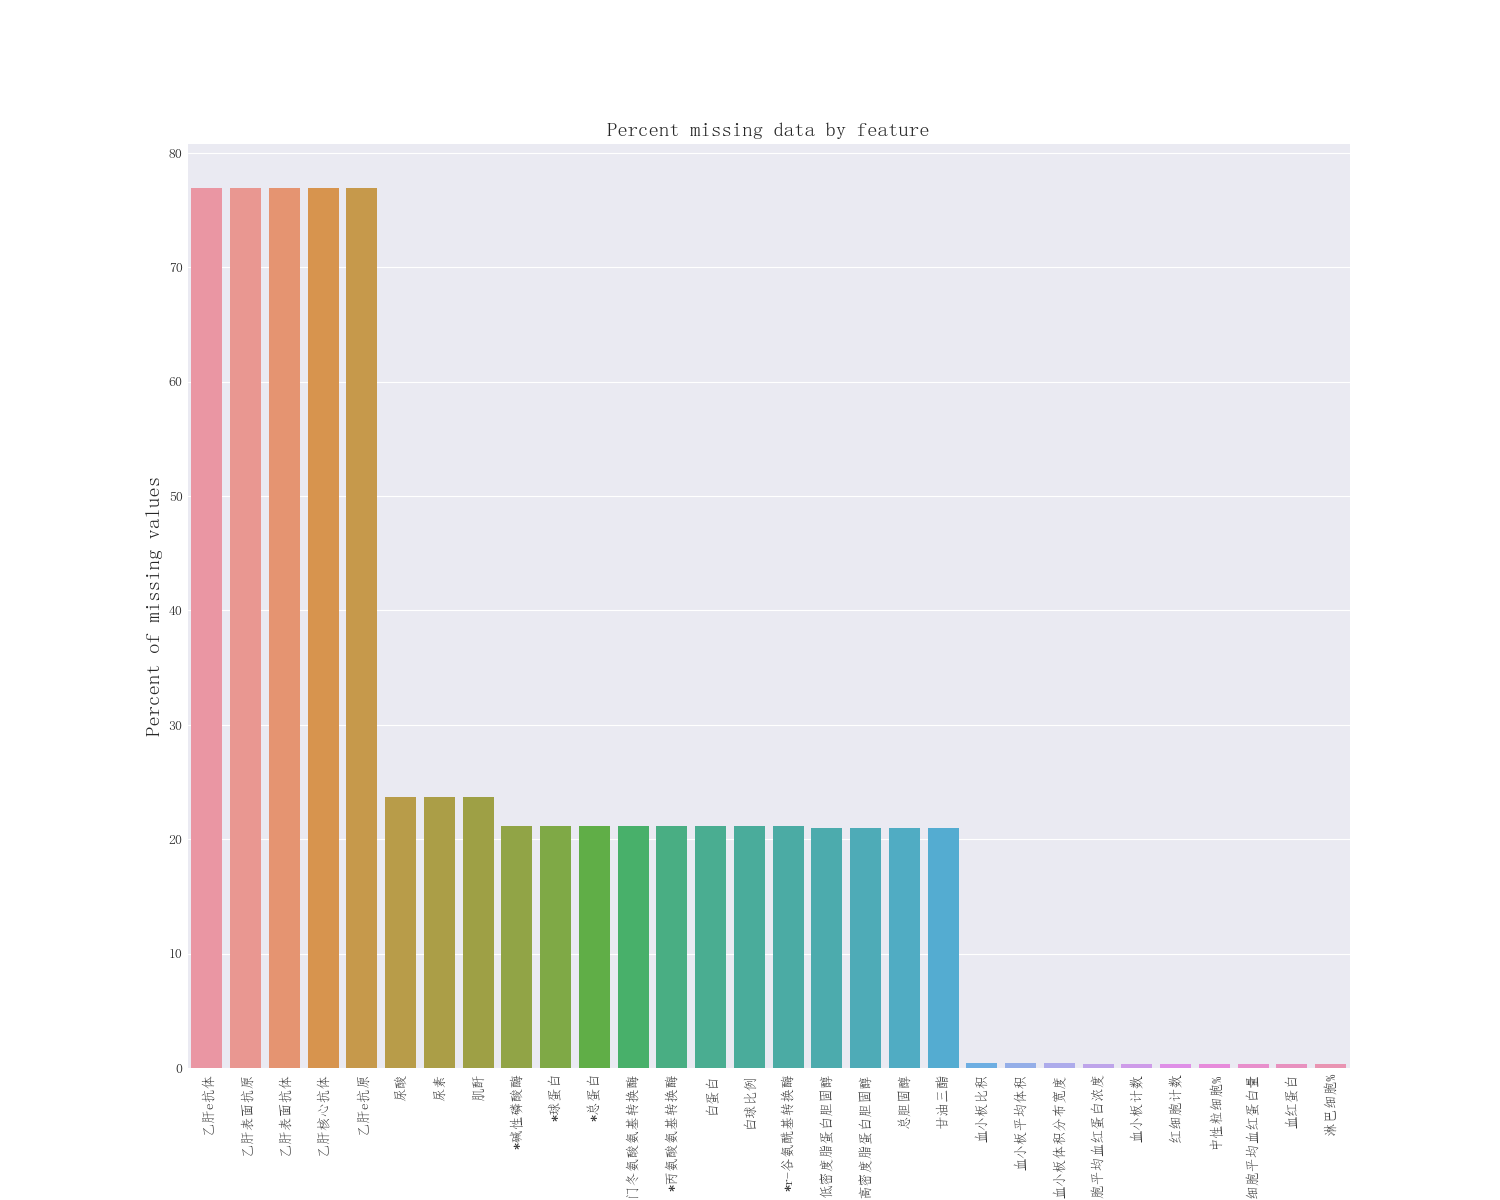 Percent missing data by feature
Percent of missing values
80
70
60
50
40
30
20
10
0
乙肝e抗体
乙肝表面抗原
乙肝表面抗体
乙肝核心抗体
乙肝e抗原
尿酸
尿素
肌酐
*碱性磷酸酶
*球蛋白
*总蛋白
门冬氨酸氨基转换酶
*丙氨酸氨基转换酶
白蛋白
白球比例
*r-谷氨酰基转换酶
低密度脂蛋白胆固醇
高密度脂蛋白胆固醇
总胆固醇
甘油三酯
血小板比积
血小板平均体积
血小板体积分布宽度
胞平均血红蛋白浓度
血小板计数
红细胞计数
中性粒细胞%
细胞平均血红蛋白量
血红蛋白
淋巴细胞%